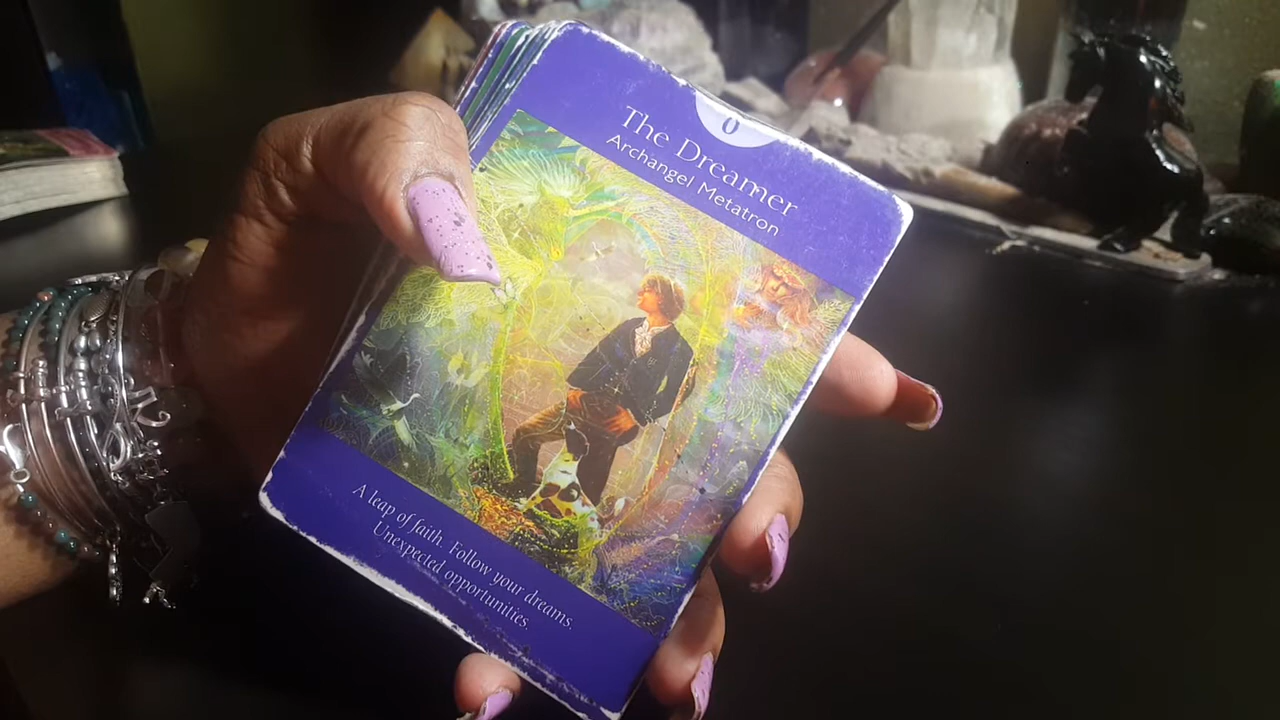 0
The Dreamer
Archangel Metatron
A leap of faith. Follow your dreams.
Unexpected opportunities.